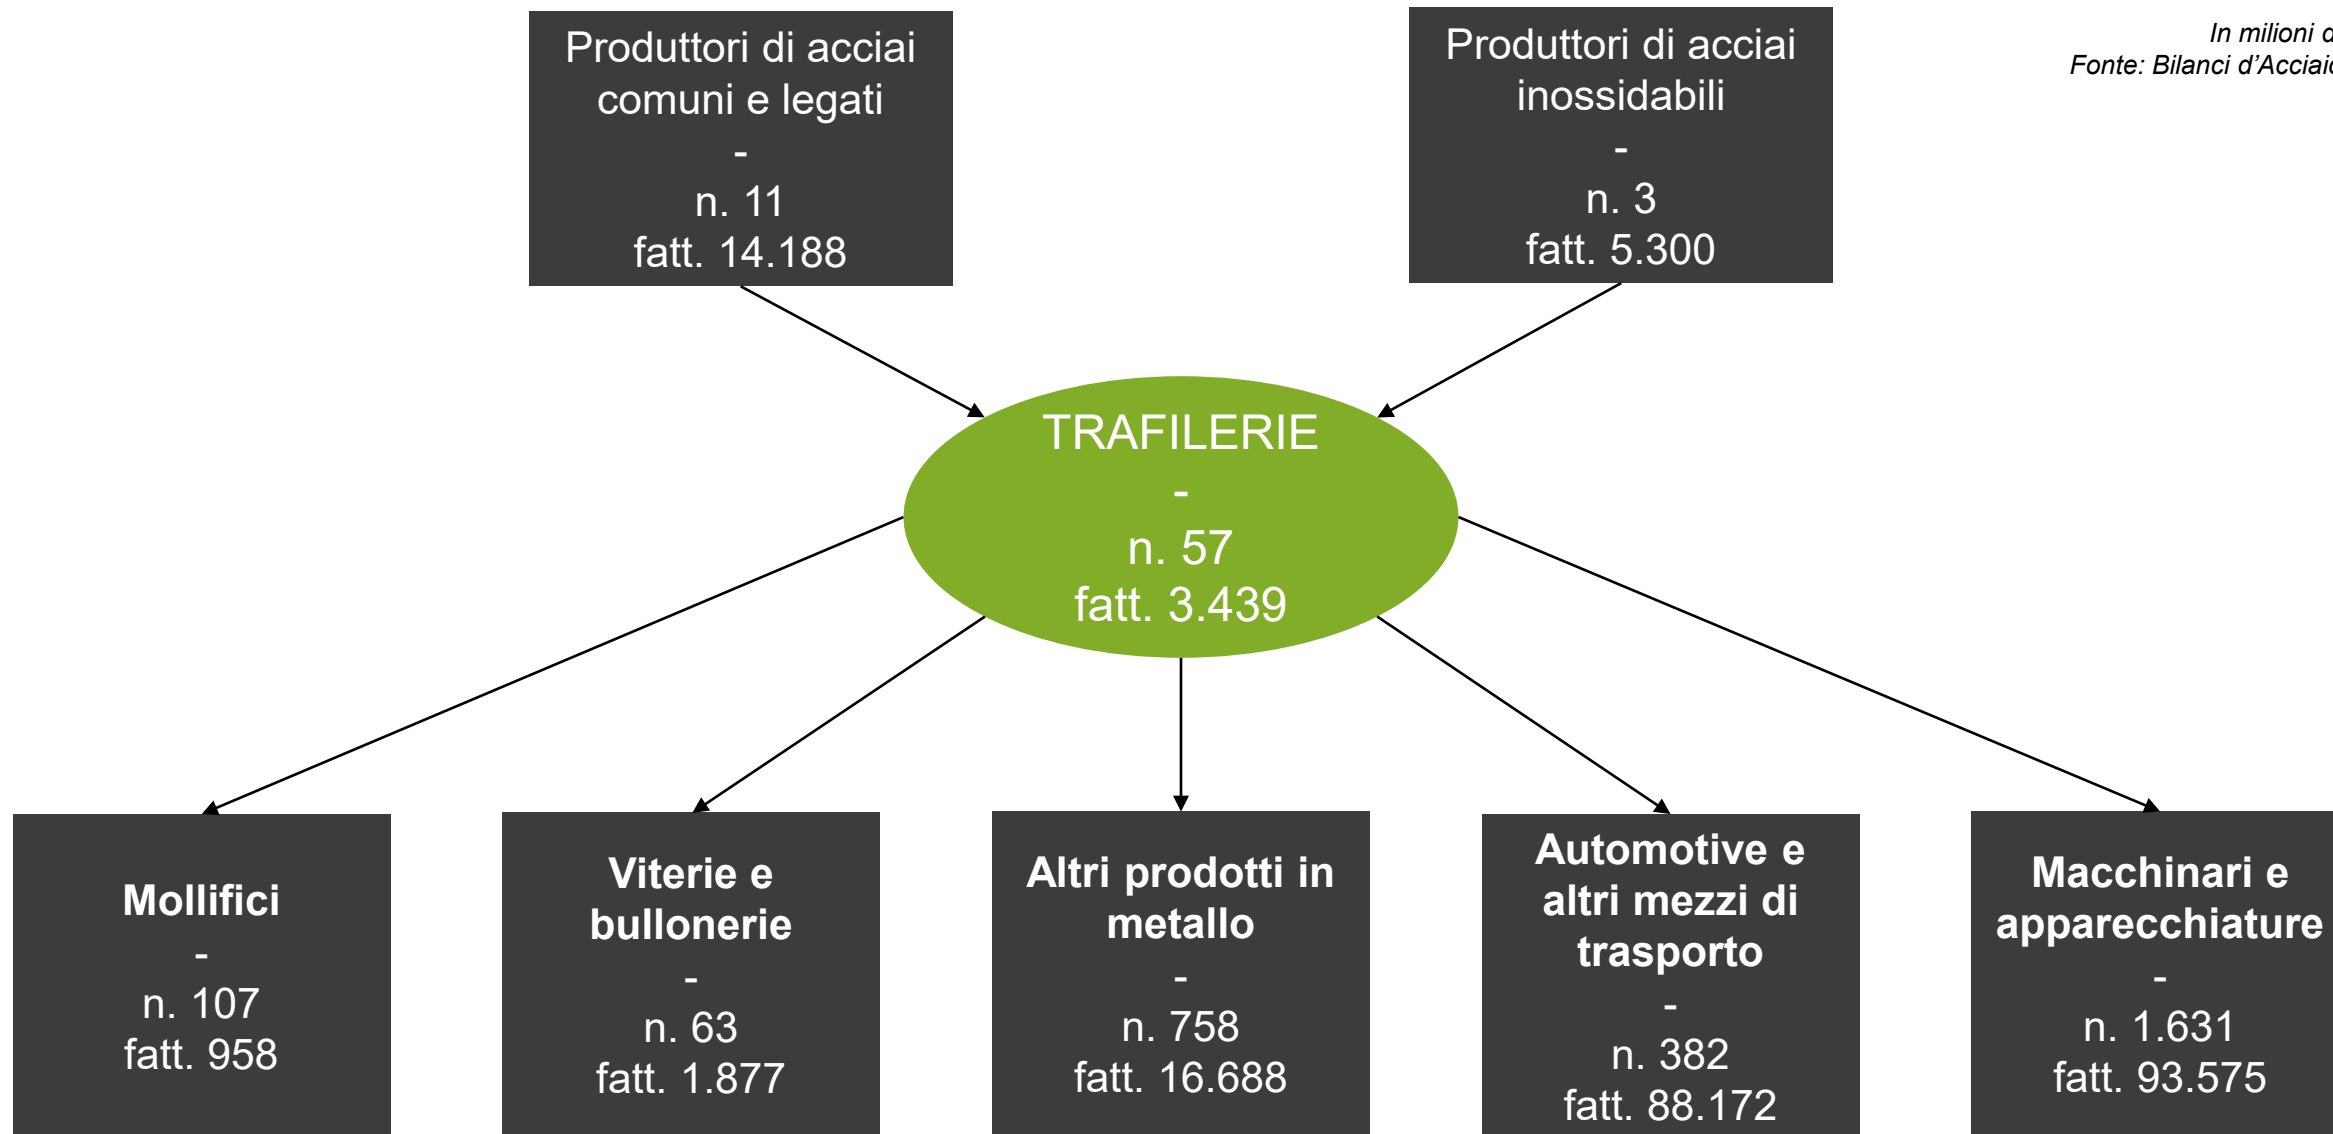 Produttori di acciai
comuni e legati
-
n. 11
fatt. 14.188
Produttori di acciai
inossidabili
-
n. 3
fatt. 5.300
In milioni
Fonte: Bilanci d'Acciaio
TRAFILERIE
-
n. 57
fatt. 3.439
Mollifici
-
n. 107
fatt. 958
Viterie e
bullonerie
-
n. 63
fatt. 1.877
Altri prodotti in
metallo
-
n. 758
fatt. 16.688
Automotive e
altri mezzi di
trasporto
-
n. 382
fatt. 88.172
Macchinari e
apparecchiature
-
n. 1.631
fatt. 93.575